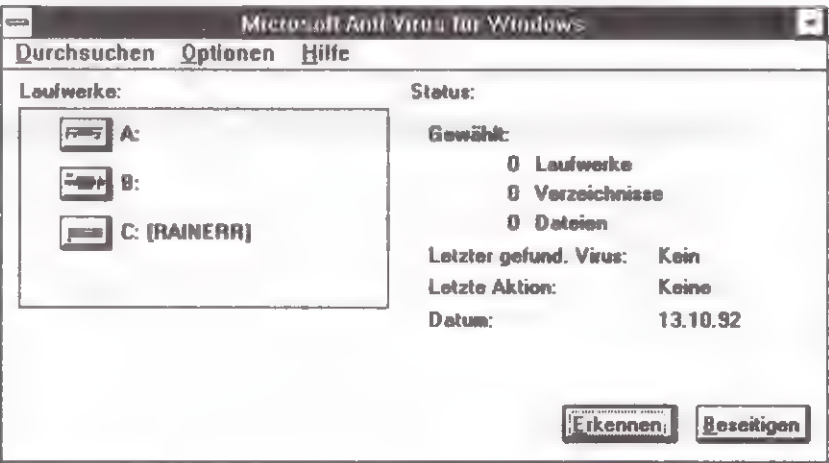 Microsoft Anti-Virus for Windows
Durchsuchen Optionen Hilfe
Laufwerke:
A:
B:
C: [RAINERR]
Status:
Gewählt:
0 Laufwerke
0 Verzeichnisse
0 Dateien
Letzter gefund. Virus: Kein
Letzte Aktion: Keine
Datum: 13.10.92
Erkennen Beseitigen